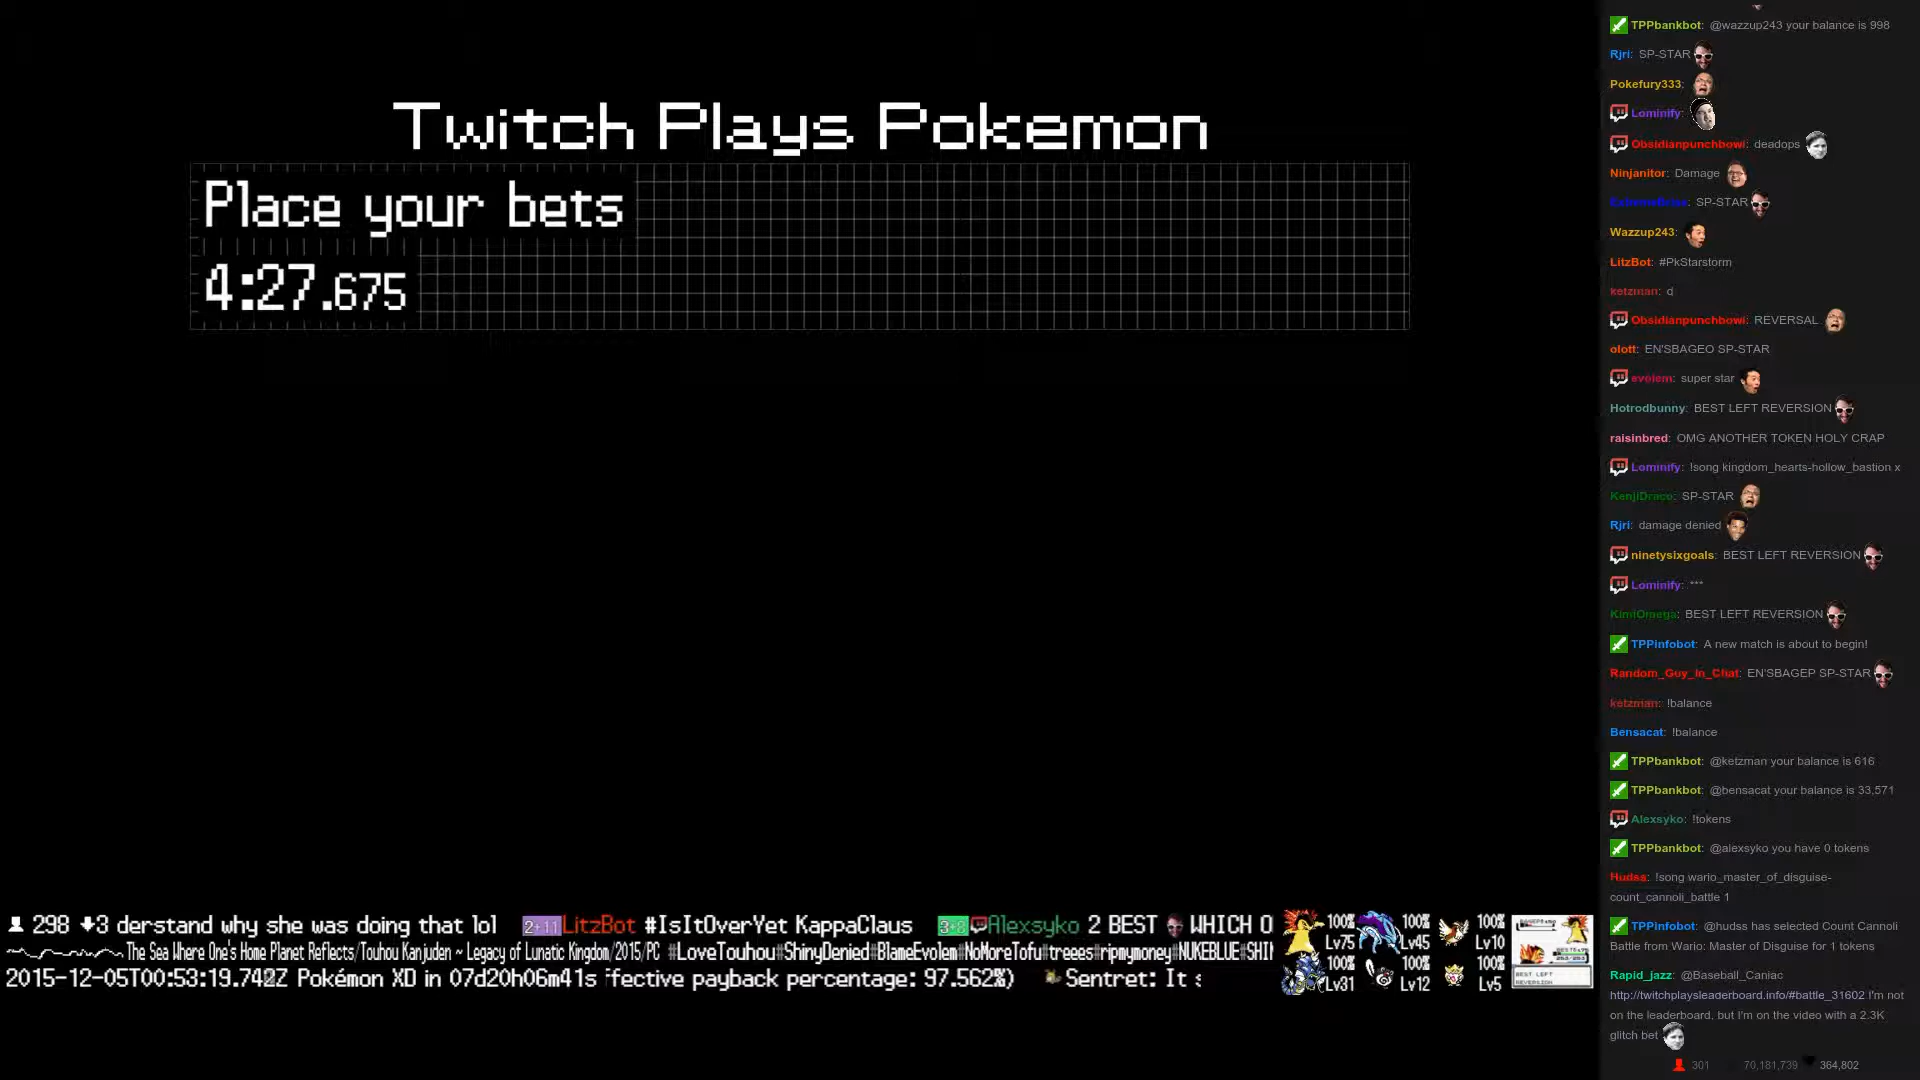 Twitch Plays Pokemon
Place your bets
4:27.675
298 3 derstand why she was doing that lol 2+11 LitzBot #IsItOverYet KappaClaus 3+8 Alexsyko 2 BEST WHICH O
The Sea Where One's Home Planet Reflects/Touhou Kanjuden ~ Legacy of Lunatic Kingdom/2015/PC #LoveTouhou#ShinyDenied#BlameEvolem#NoMoreTofu#treees#ripmymoney#NUKEBLUE#SHI
Pokémon XD in 07d20h06m41s ffective payback percentage: 97.562%) Sentret: It s
100% Lv75 100% Lv45 100% Lv10
100% Lv31 100% Lv12 100% Lv5
BEST LEFT
REVERSION
TPPbankbot: @wazzup243 your balance is 998
Rjri: SP-STAR
Pokefury333:
Lominify:
Obsidianpunchbowl: deadops
Ninjanitor: Damage
SP-STAR
Wazzup243:
LitzBot: #PkStarstorm
ketzman: d
Obsidianpunchbowl: REVERSAL
olott: EN'SBAGEO SP-STAR
evolem: super star
Hotrodbunny: BEST LEFT REVERSION
raisinbred: OMG ANOTHER TOKEN HOLY CRAP
Lominify: !song kingdom_hearts-hollow_bastion x
KenjiDraco: SP-STAR
Rjri: damage denied
ninetysixgoals: BEST LEFT REVERSION
Lominify: ***
KimiOmega: BEST LEFT REVERSION
TPPinfobot: A new match is about to begin!
Random_Guy_In_Chat: EN'SBAGEP SP-STAR
ketzman: !balance
Bensacat: !balance
TPPbankbot: @ketzman your balance is 616
TPPbankbot: @bensacat your balance is 33,571
Alexsyko: !tokens
TPPbankbot: @alexsyko you have 0 tokens
Hudss: !song wario_master_of_disguise-
count_cannoli_battle 1
TPPinfobot: @hudss has selected Count Cannoli
Battle from Wario: Master of Disguise for 1 tokens
Rapid_jazz: @Baseball_Caniac
http://twitchplaysleaderboard.info/#battle_31602 I'm not
on the leaderboard, but I'm on the video with a 2.3K
glitch bet
301 70,181,739 364,802